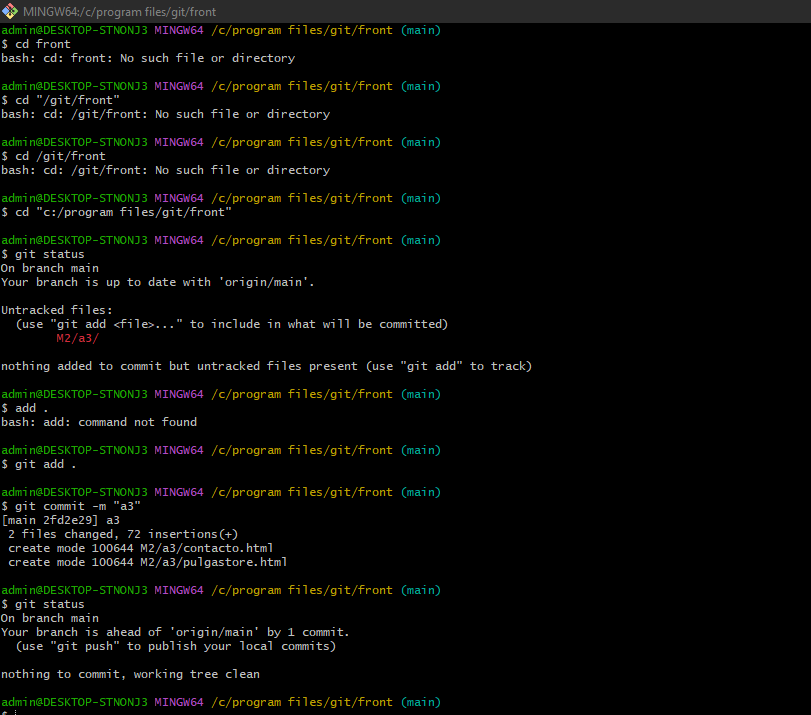 MINGW64:/c/program files/git/front
admin@DESKTOP-STNONJ3 MINGW64 /c/program files/git/front (main)
$ cd front
bash: cd: front: No such file or directory
admin@DESKTOP-STNONJ3 MINGW64 /c/program files/git/front (main)
$ cd "/git/front"
bash: cd: /git/front: No such file or directory
admin@DESKTOP-STNONJ3 MINGW64 /c/program files/git/front (main)
$ cd /git/front
bash: cd: /git/front: No such file or directory
admin@DESKTOP-STNONJ3 MINGW64 /c/program files/git/front (main)
$ cd "c:/program files/git/front"
admin@DESKTOP-STNONJ3 MINGW64 /c/program files/git/front (main)
$ git status
On branch main
Your branch is up to date with 'origin/main'.
Untracked files:
(use "git add <file>..." to include in what will be committed)
M2/a3/
nothing added to commit but untracked files present (use "git add" to track)
admin@DESKTOP-STNONJ3 MINGW64 /c/program files/git/front (main)
$ add .
bash: add: command not found
admin@DESKTOP-STNONJ3 MINGW64 /c/program files/git/front (main)
$ git add .
admin@DESKTOP-STNONJ3 MINGW64 /c/program files/git/front (main)
$ git commit -m "a3"
[main 2fd2e29] a3
2 files changed, 72 insertions(+)
create mode 100644 M2/a3/contacto.html
create mode 100644 M2/a3/pulgastore.html
admin@DESKTOP-STNONJ3 MINGW64 /c/program files/git/front (main)
$ git status
On branch main
Your branch is ahead of 'origin/main' by 1 commit.
(use "git push" to publish your local commits)
nothing to commit, working tree clean
admin@DESKTOP-STNONJ3 MINGW64 /c/program files/git/front (main)
$